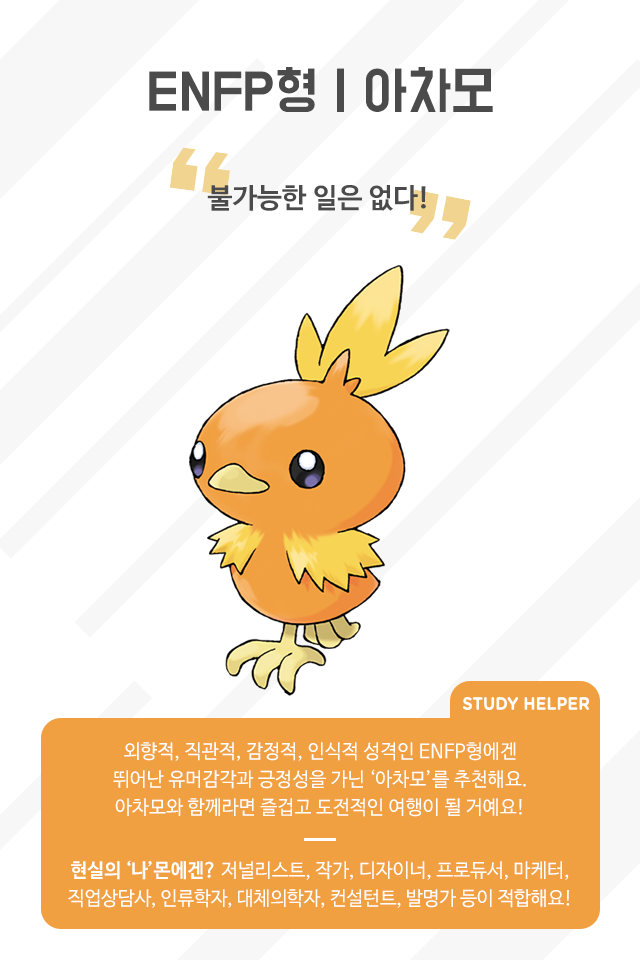 ENFP형 | 아차모
“불가능한 일은 없다!”
STUDY HELPER
외향적, 직관적, 감정적, 인식적 성격인 ENFP형에겐
뛰어난 유머감각과 긍정성을 가닌 ‘아차모’를 추천해요.
아차모와 함께라면 즐겁고 도전적인 여행이 될 거예요!
현실의 ‘나’몬에겐? 저널리스트, 작가, 디자이너, 프로듀서, 마케터,
직업상담사, 인류학자, 대체의학자, 컨설턴트, 발명가 등이 적합해요!